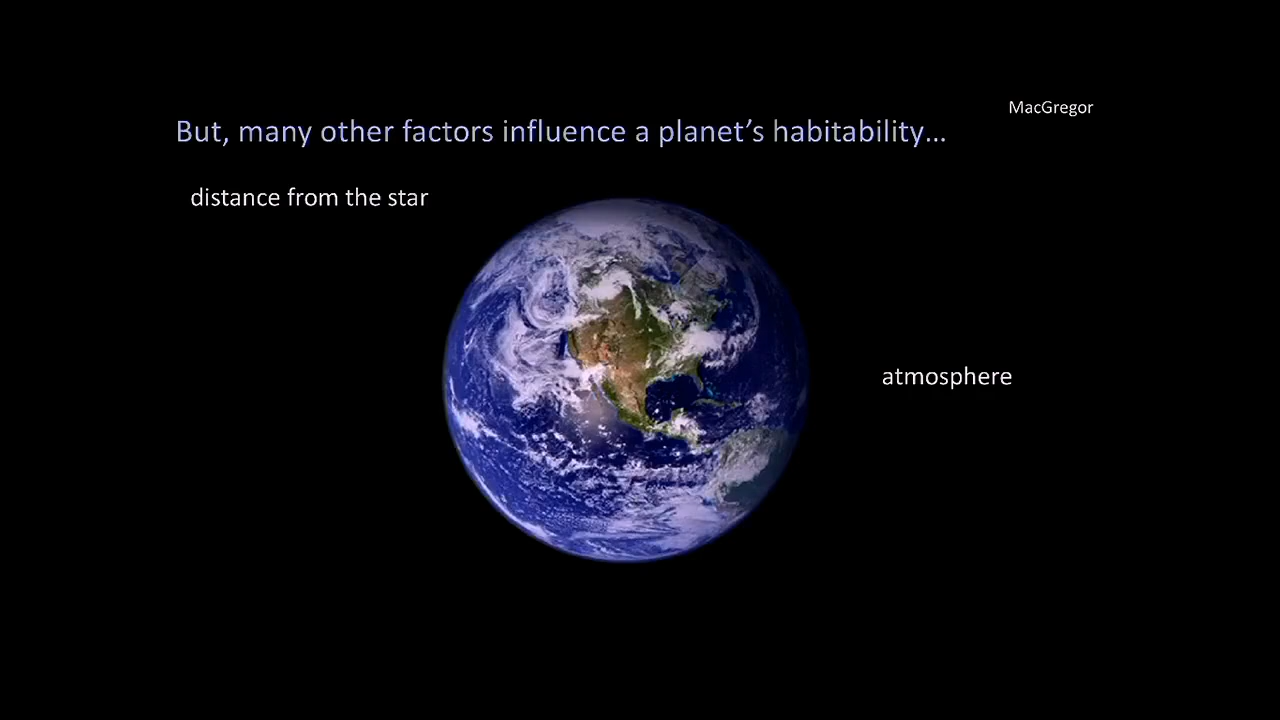 MacGregor
But, many other factors influence a planet’s habitability...
distance from the star
atmosphere